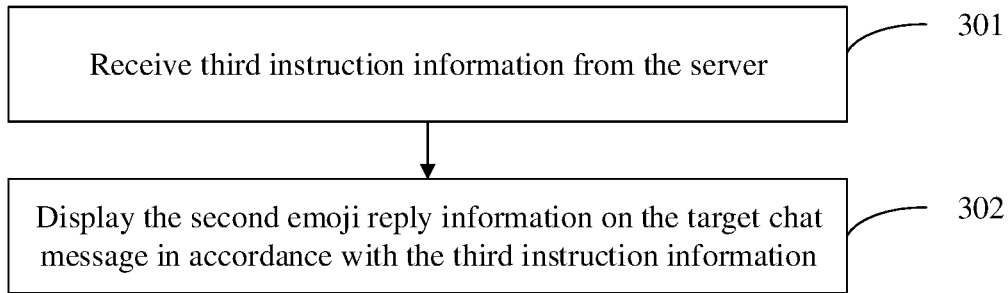 301
Receive third instruction information from the server
302
Display the second emoji reply information on the target chat
message in accordance with the third instruction information